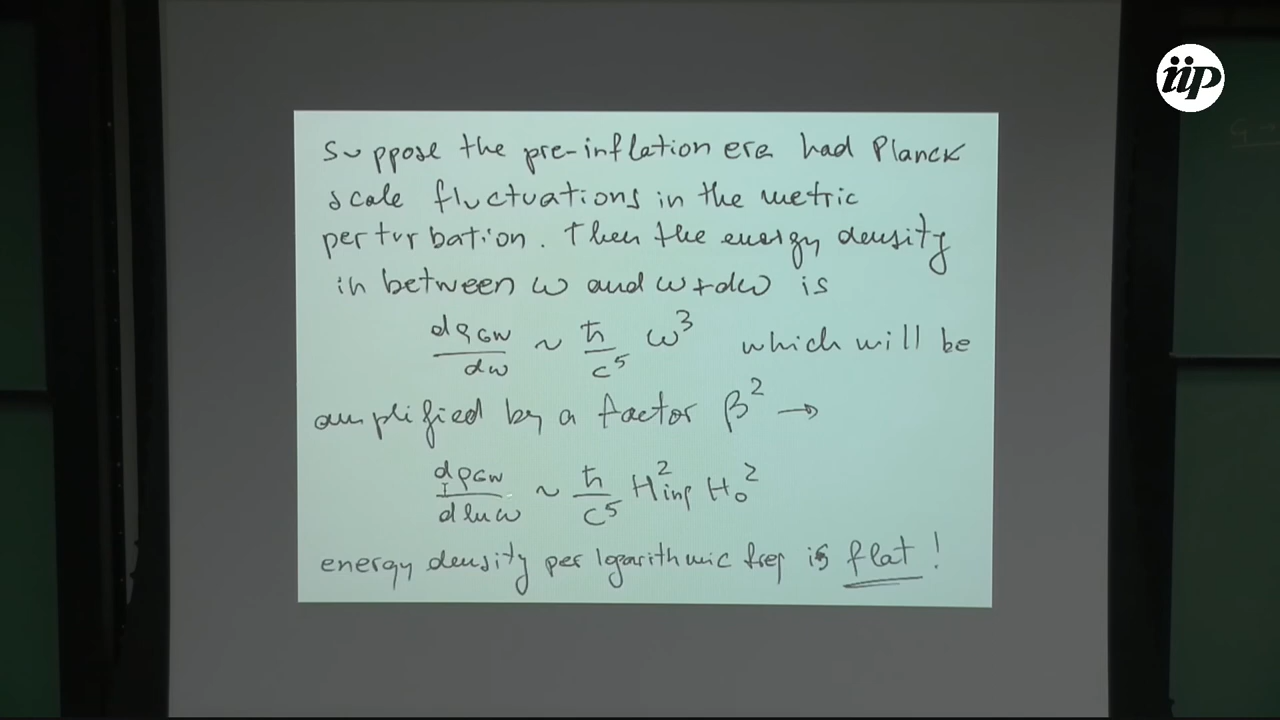 iip
Suppose the pre-inflation era had Planck
scale fluctuations in the metric
perturbation. Then the energy density
in between ω and ω+dω is
dρGW/dω ~ ħ/c⁵ ω³ which will be
amplified by a factor β² →
dρGW/d ln ω ~ ħ/c⁵ H²inf H₀²
energy density per logarithmic freq is flat!